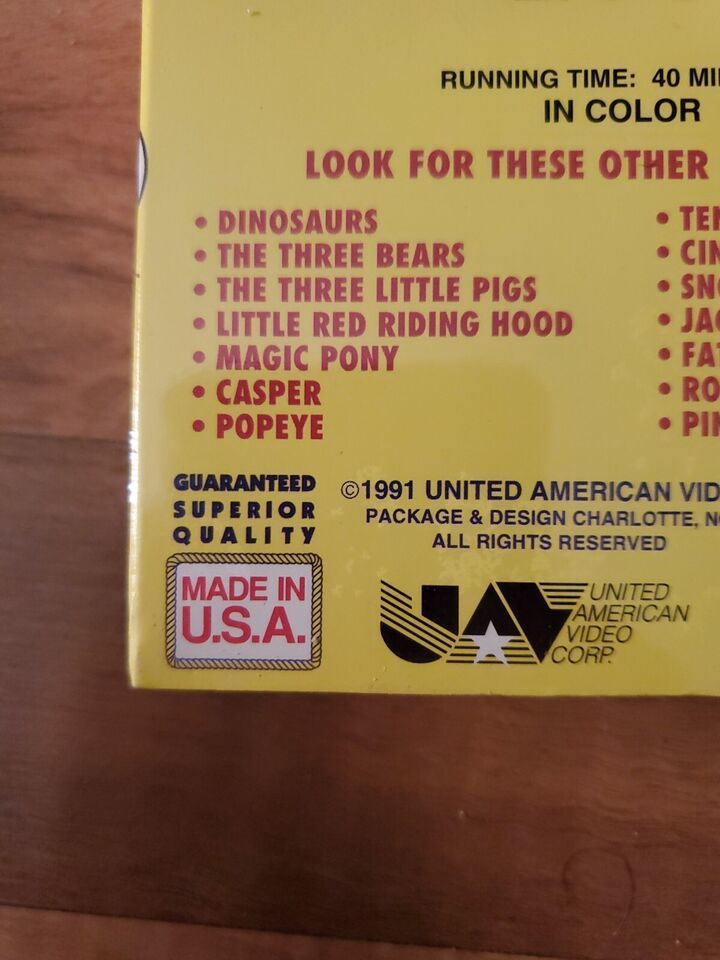 RUNNING TIME: 40
IN COLOR
LOOK FOR THESE OTHER
• DINOSAURS
• THE THREE BEARS
• THE THREE LITTLE PIGS
• LITTLE RED RIDING HOOD
• MAGIC PONY
• CASPER
• POPEYE
GUARANTEED
SUPERIOR
QUALITY
MADE IN
U.S.A.
©1991 UNITED AMERICAN
PACKAGE & DESIGN CHARLOTTE,
ALL RIGHTS RESERVED
UAV
UNITED
AMERICAN
VIDEO
CORP.